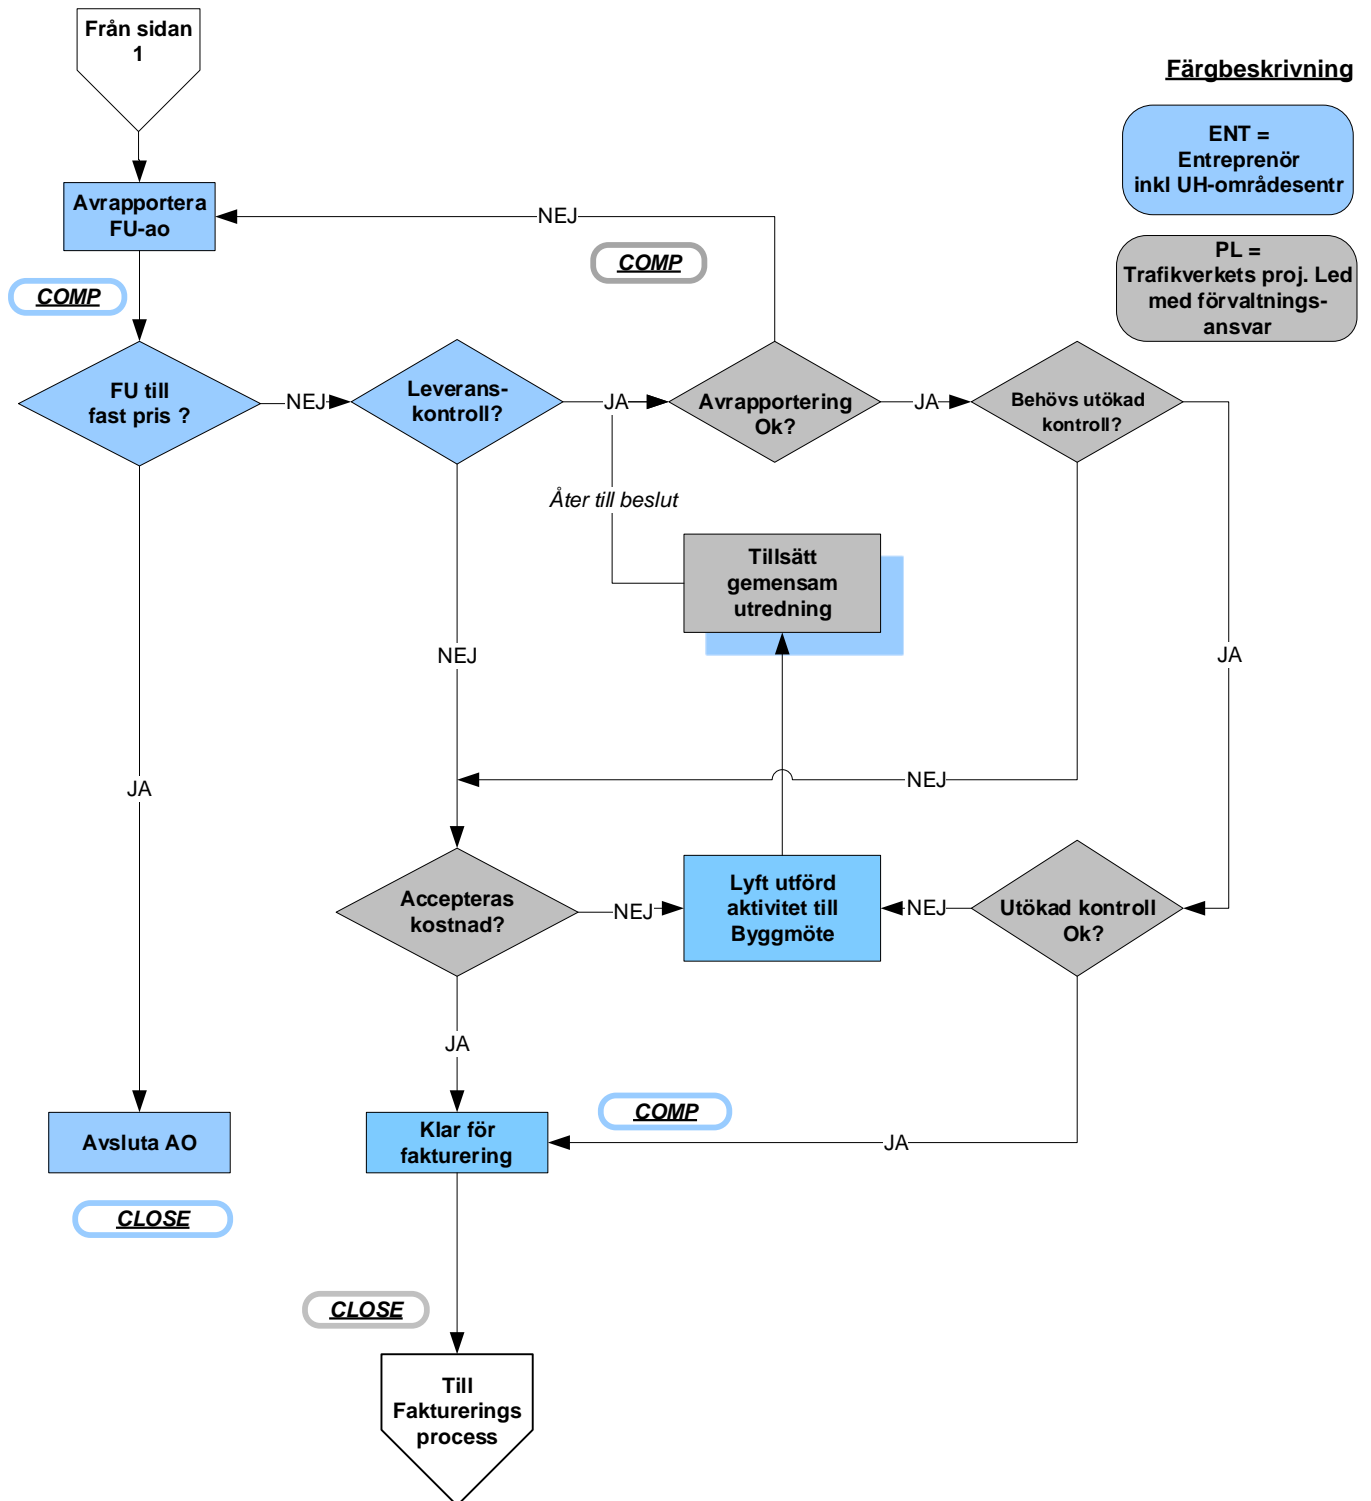 Från sidan
1
Färgbeskrivning
ENT =
Entreprenör
inkl UH-områdesentr
Avrapportera
FU-ao
NEJ
COMP
PL =
Trafikverkets proj. Led
med förvaltnings-
ansvar
COMP
FU till
fast pris ?
NEJ
Leverans-
kontroll?
JA
Avrapportering
Ok?
JA
Behövs utökad
kontroll?
Åter till beslut
Tillsätt
gemensam
utredning
NEJ
JA
JA
NEJ
Accepteras
kostnad?
NEJ
Lyft utförd
aktivitet till
Byggmöte
NEJ
Utökad kontroll
Ok?
JA
COMP
Avsluta AO
Klar för
fakturering
JA
CLOSE
CLOSE
Till
Fakturerings
process